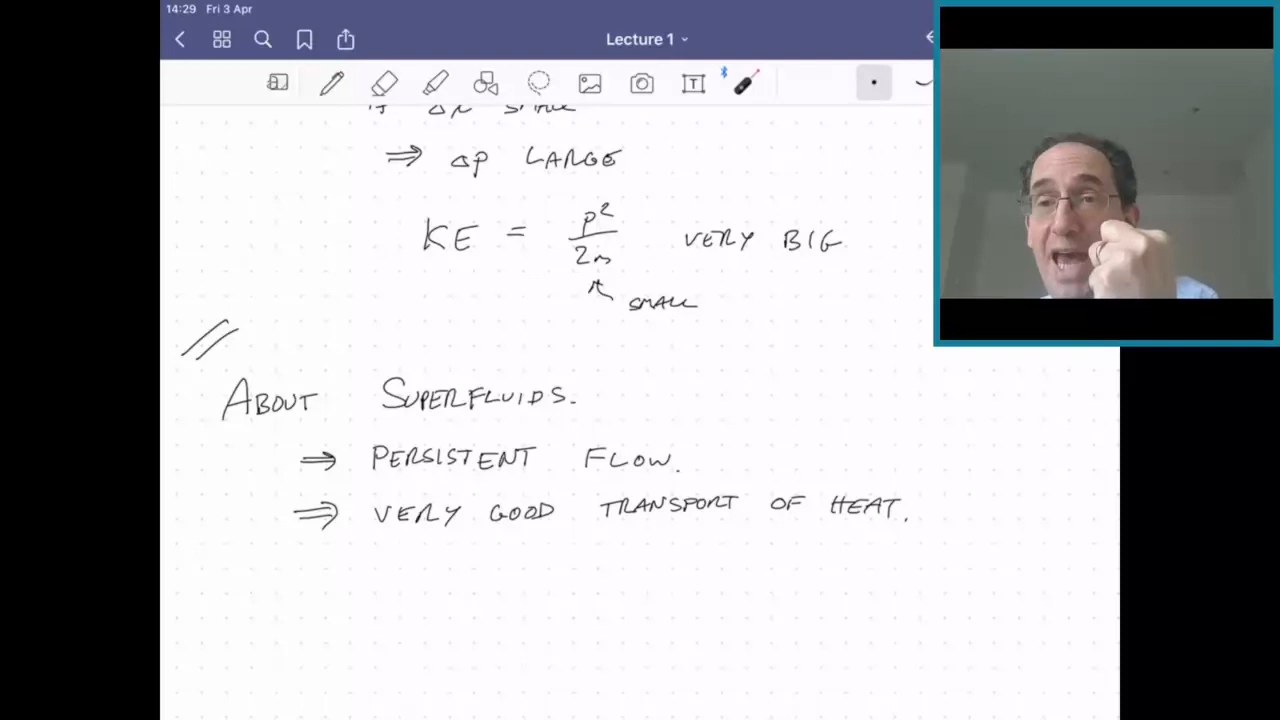 14:29 Fri 3 Apr
Lecture 1
SMALL
⇒ Δp LARGE
KE = p²/2m VERY BIG
SMALL
ABOUT SUPERFLUIDS.
⇒ PERSISTENT FLOW.
⇒ VERY GOOD TRANSPORT OF HEAT.